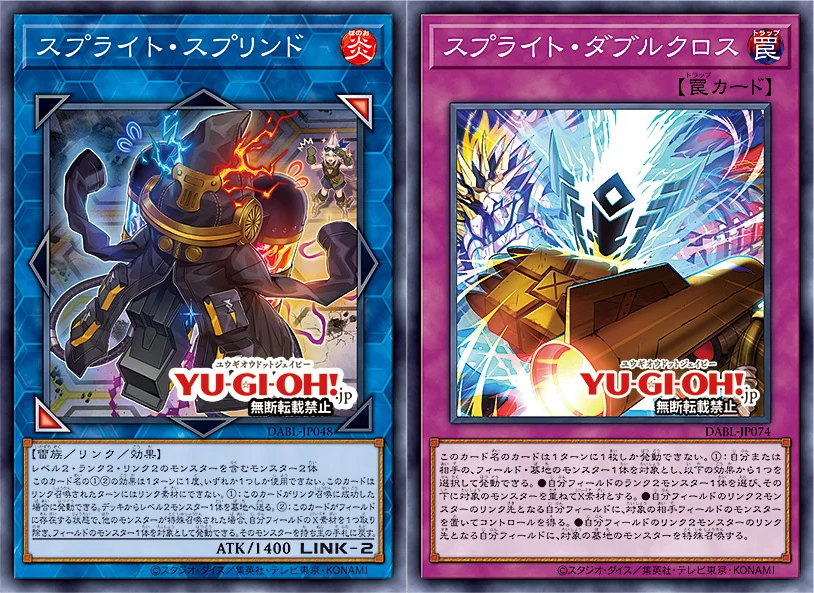 スプライト・スプリンド
ほのお
炎
ユウギオウドットジェイピー
YU-GI-OH!.jp
無断転載禁止
DABL-JP048
【雷族/リンク/効果】
レベル2・ランク2・リンク2のモンスターを含むモンスター2体
このカード名の①②の効果は1ターンに1度、いずれか1つしか使用できない。このカードは
リンク召喚されたターンにはリンク素材にできない。①:このカードがリンク召喚に成功した
場合に発動できる。デッキからレベル2モンスター1体を墓地へ送る。②:このカードがフィールド
に存在する状態で、他のモンスターが特殊召喚された場合、自分フィールドのX素材を1つ取り
除き、フィールドのモンスター1体を対象として発動できる。そのモンスターを持ち主の手札に戻す。
ATK/1400 LINK-2
©スタジオ・ダイス/集英社・テレビ東京・KONAMI
スプライト・ダブルクロス
トラップ
罠
トラップ
【罠カード】
ユウギオウドットジェイピー
YU-GI-OH!.jp
無断転載禁止
DABL-JP074
このカード名のカードは1ターンに1枚しか発動できない。①:自分または
相手の、フィールド・墓地のモンスター1体を対象とし、以下の効果から1つを
選択して発動できる。●自分フィールドのランク2モンスター1体を選び、その
下に対象のモンスターを重ねてX素材とする。●自分フィールドのリンク2モン
スターのリンク先となる自分フィールドに、対象の相手フィールドのモンスター
を置いてコントロールを得る。●自分フィールドのリンク2モンスターのリンク
先となる自分フィールドに、対象の墓地のモンスターを特殊召喚する。
©スタジオ・ダイス/集英社・テレビ東京・KONAMI